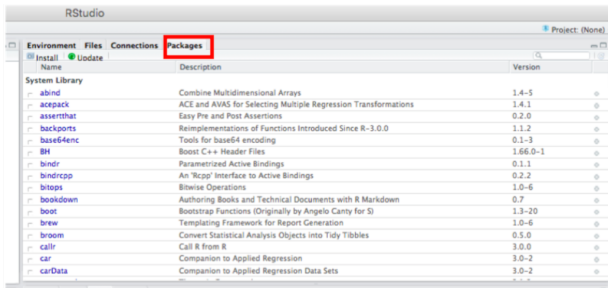 RStudio
Project: (None)
Environment Files Connections Packages
Install Update
Name Description Version
System Library
abind Combine Multidimensional Arrays 1.4-5
acepack ACE and AVAS for Selecting Multiple Regression Transformations 1.4.1
assertthat Easy Pre and Post Assertions 0.2.0
backports Reimplementations of Functions Introduced Since R-3.0.0 1.1.2
base64enc Tools for base64 encoding 0.1-3
BH Boost C++ Header Files 1.66.0-1
bindr Parametrized Active Bindings 0.1.1
bindrcpp An 'Rcpp' Interface to Active Bindings 0.2.2
bitops Bitwise Operations 1.0-6
bookdown Authoring Books and Technical Documents with R Markdown 0.7
boot Bootstrap Functions (Originally by Angelo Canty for S) 1.3-20
brew Templating Framework for Report Generation 1.0-6
broom Convert Statistical Analysis Objects into Tidy Tibbles 0.5.0
callr Call R from R 3.0.0
car Companion to Applied Regression 3.0-2
carData Companion to Applied Regression Data Sets 3.0-2